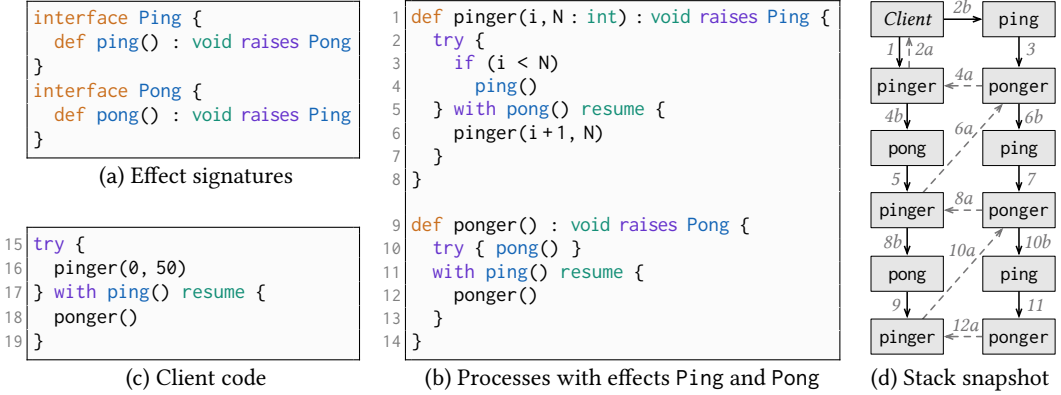 interface Ping {
def ping() : void raises Pong
}
interface Pong {
def pong() : void raises Ping
}
(a) Effect signatures
15 try {
16 pinger(0, 50)
17 } with ping() resume {
18 ponger()
19 }
(c) Client code
1 def pinger(i, N : int) : void raises Ping {
2 try {
3 if (i < N)
4 ping()
5 } with pong() resume {
6 pinger(i+1, N)
7 }
8 }
9 def ponger() : void raises Pong {
10 try { pong() }
11 with ping() resume {
12 ponger()
13 }
14 }
(b) Processes with effects Ping and Pong
Client 2b ping
1 2a 3
pinger 4a ponger
4b 6a 6b
pong ping
5 7
pinger 8a ponger
8b 10a 10b
pong ping
9 11
pinger 12a ponger
(d) Stack snapshot